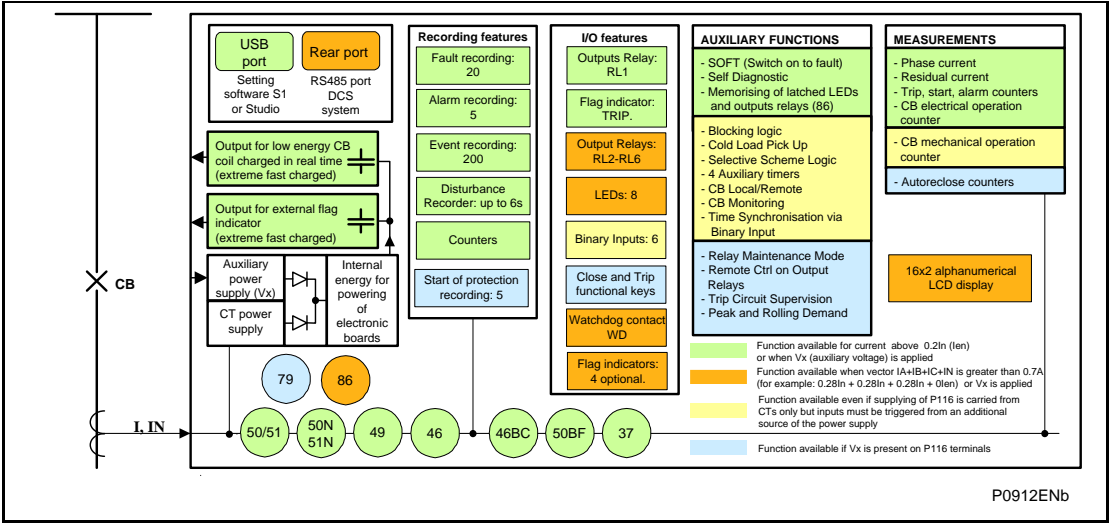 USB
port
Rear port
Setting
software S1
or Studio
RS485 port
DCS
system
Output for low energy CB
coil charged in real time
(extreme fast charged)
Output for external flag
indicator
(extreme fast charged)
Auxiliary
power
supply (Vx)
CT power
supply
Internal
energy for
powering
of
electronic
boards
CB
I, IN
Recording features
Fault recording:
20
Alarm recording:
5
Event recording:
200
Disturbance
Recorder: up to 6s
Counters
Start of protection
recording: 5
I/O features
Outputs Relay:
RL1
Flag indicator:
TRIP.
Output Relays:
RL2-RL6
LEDs: 8
Binary Inputs: 6
Close and Trip
functional keys
Watchdog contact
WD
Flag indicators:
4 optional.
AUXILIARY FUNCTIONS
- SOFT (Switch on to fault)
- Self Diagnostic
- Memorising of latched LEDs
and outputs relays (86)
- Blocking logic
- Cold Load Pick Up
- Selective Scheme Logic
- 4 Auxiliary timers
- CB Local/Remote
- CB Monitoring
- Time Synchronisation via
Binary Input
- Relay Maintenance Mode
- Remote Ctrl on Output
Relays
- Trip Circuit Supervision
- Peak and Rolling Demand
MEASUREMENTS
- Phase current
- Residual current
- Trip, start, alarm counters
- CB electrical operation
counter
- CB mechanical operation
counter
- Autoreclose counters
16x2 alphanumerical
LCD display
79
86
50/51
50N
51N
49
46
46BC
50BF
37
Function available for current above 0.2In (Ien)
or when Vx (auxiliary voltage) is applied
Function available when vector IA+IB+IC+IN is greater than 0.7A
(for example: 0.28In + 0.28In + 0.28In + 0Ien) or Vx is applied
Function available even if supplying of P116 is carried from
CTs only but inputs must be triggered from an additional
source of the power supply
Function available if Vx is present on P116 terminals
P0912ENb